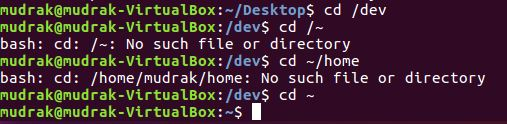 mudrak@mudrak-VirtualBox:~/Desktop$ cd /dev
mudrak@mudrak-VirtualBox:/dev$ cd /~
bash: cd: /~: No such file or directory
mudrak@mudrak-VirtualBox:/dev$ cd ~/home
bash: cd: /home/mudrak/home: No such file or directory
mudrak@mudrak-VirtualBox:/dev$ cd ~
mudrak@mudrak-VirtualBox:~$